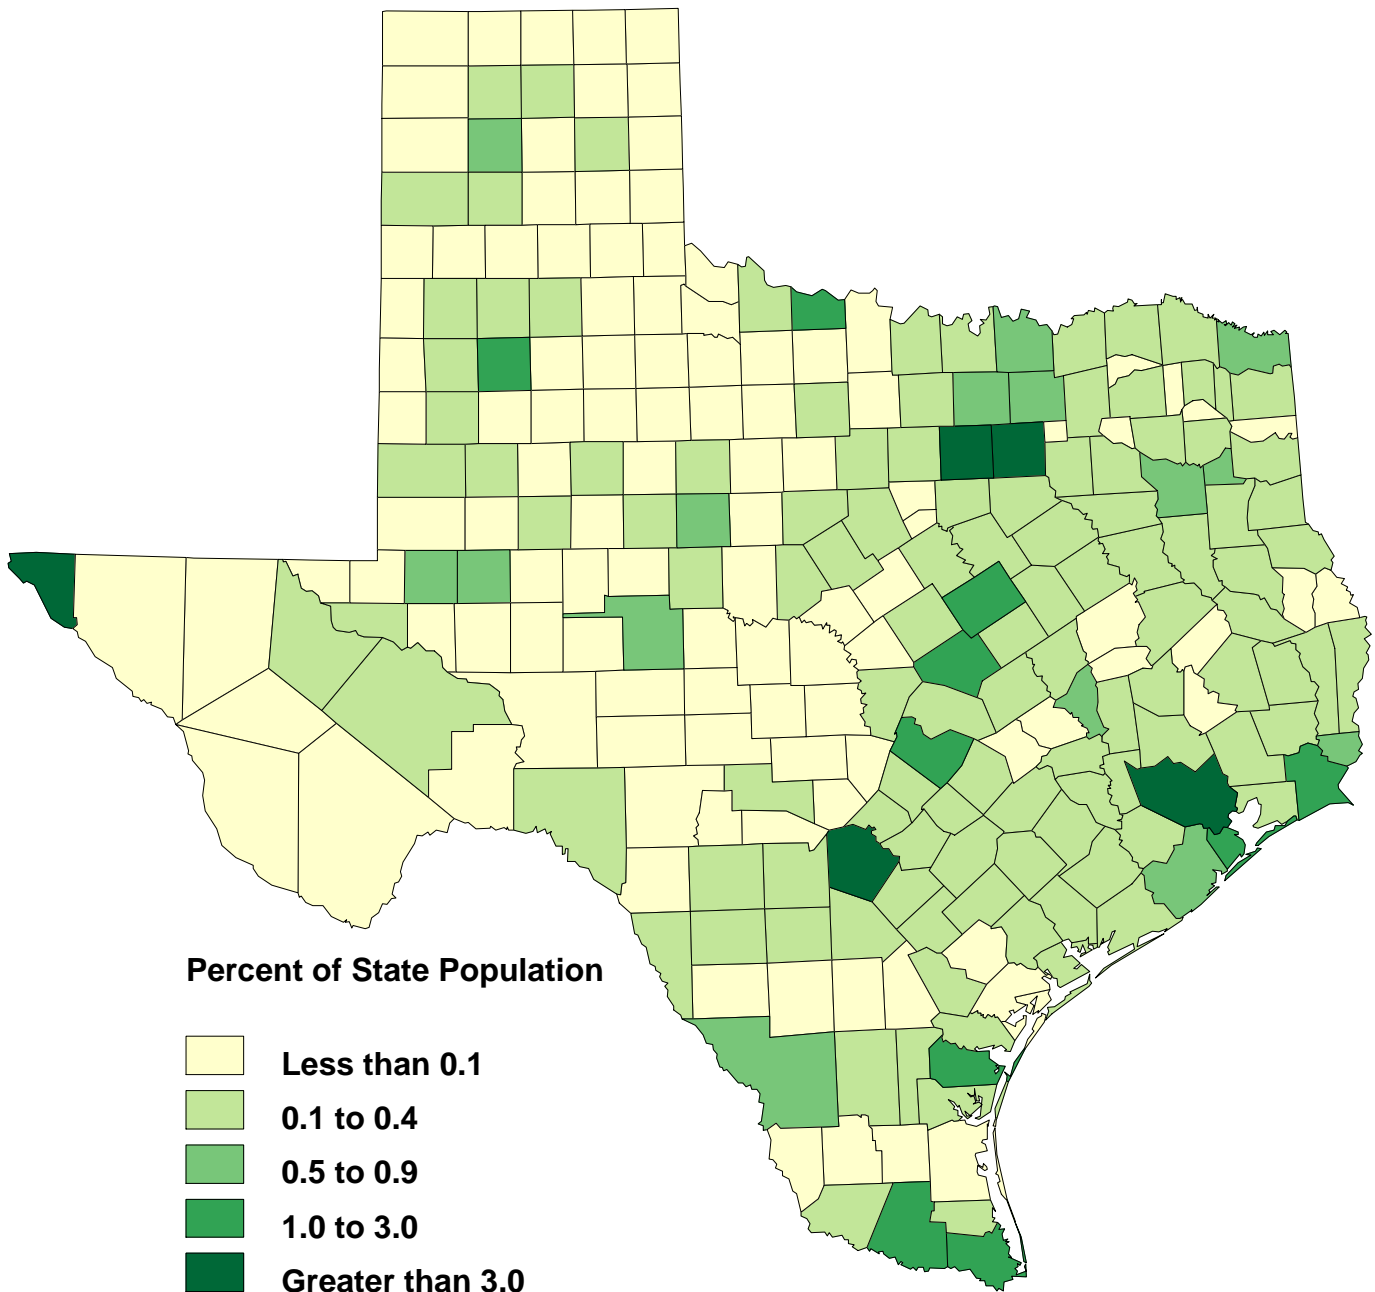 Percent of State Population
Less than 0.1
0.1 to 0.4
0.5 to 0.9
1.0 to 3.0
Greater than 3.0